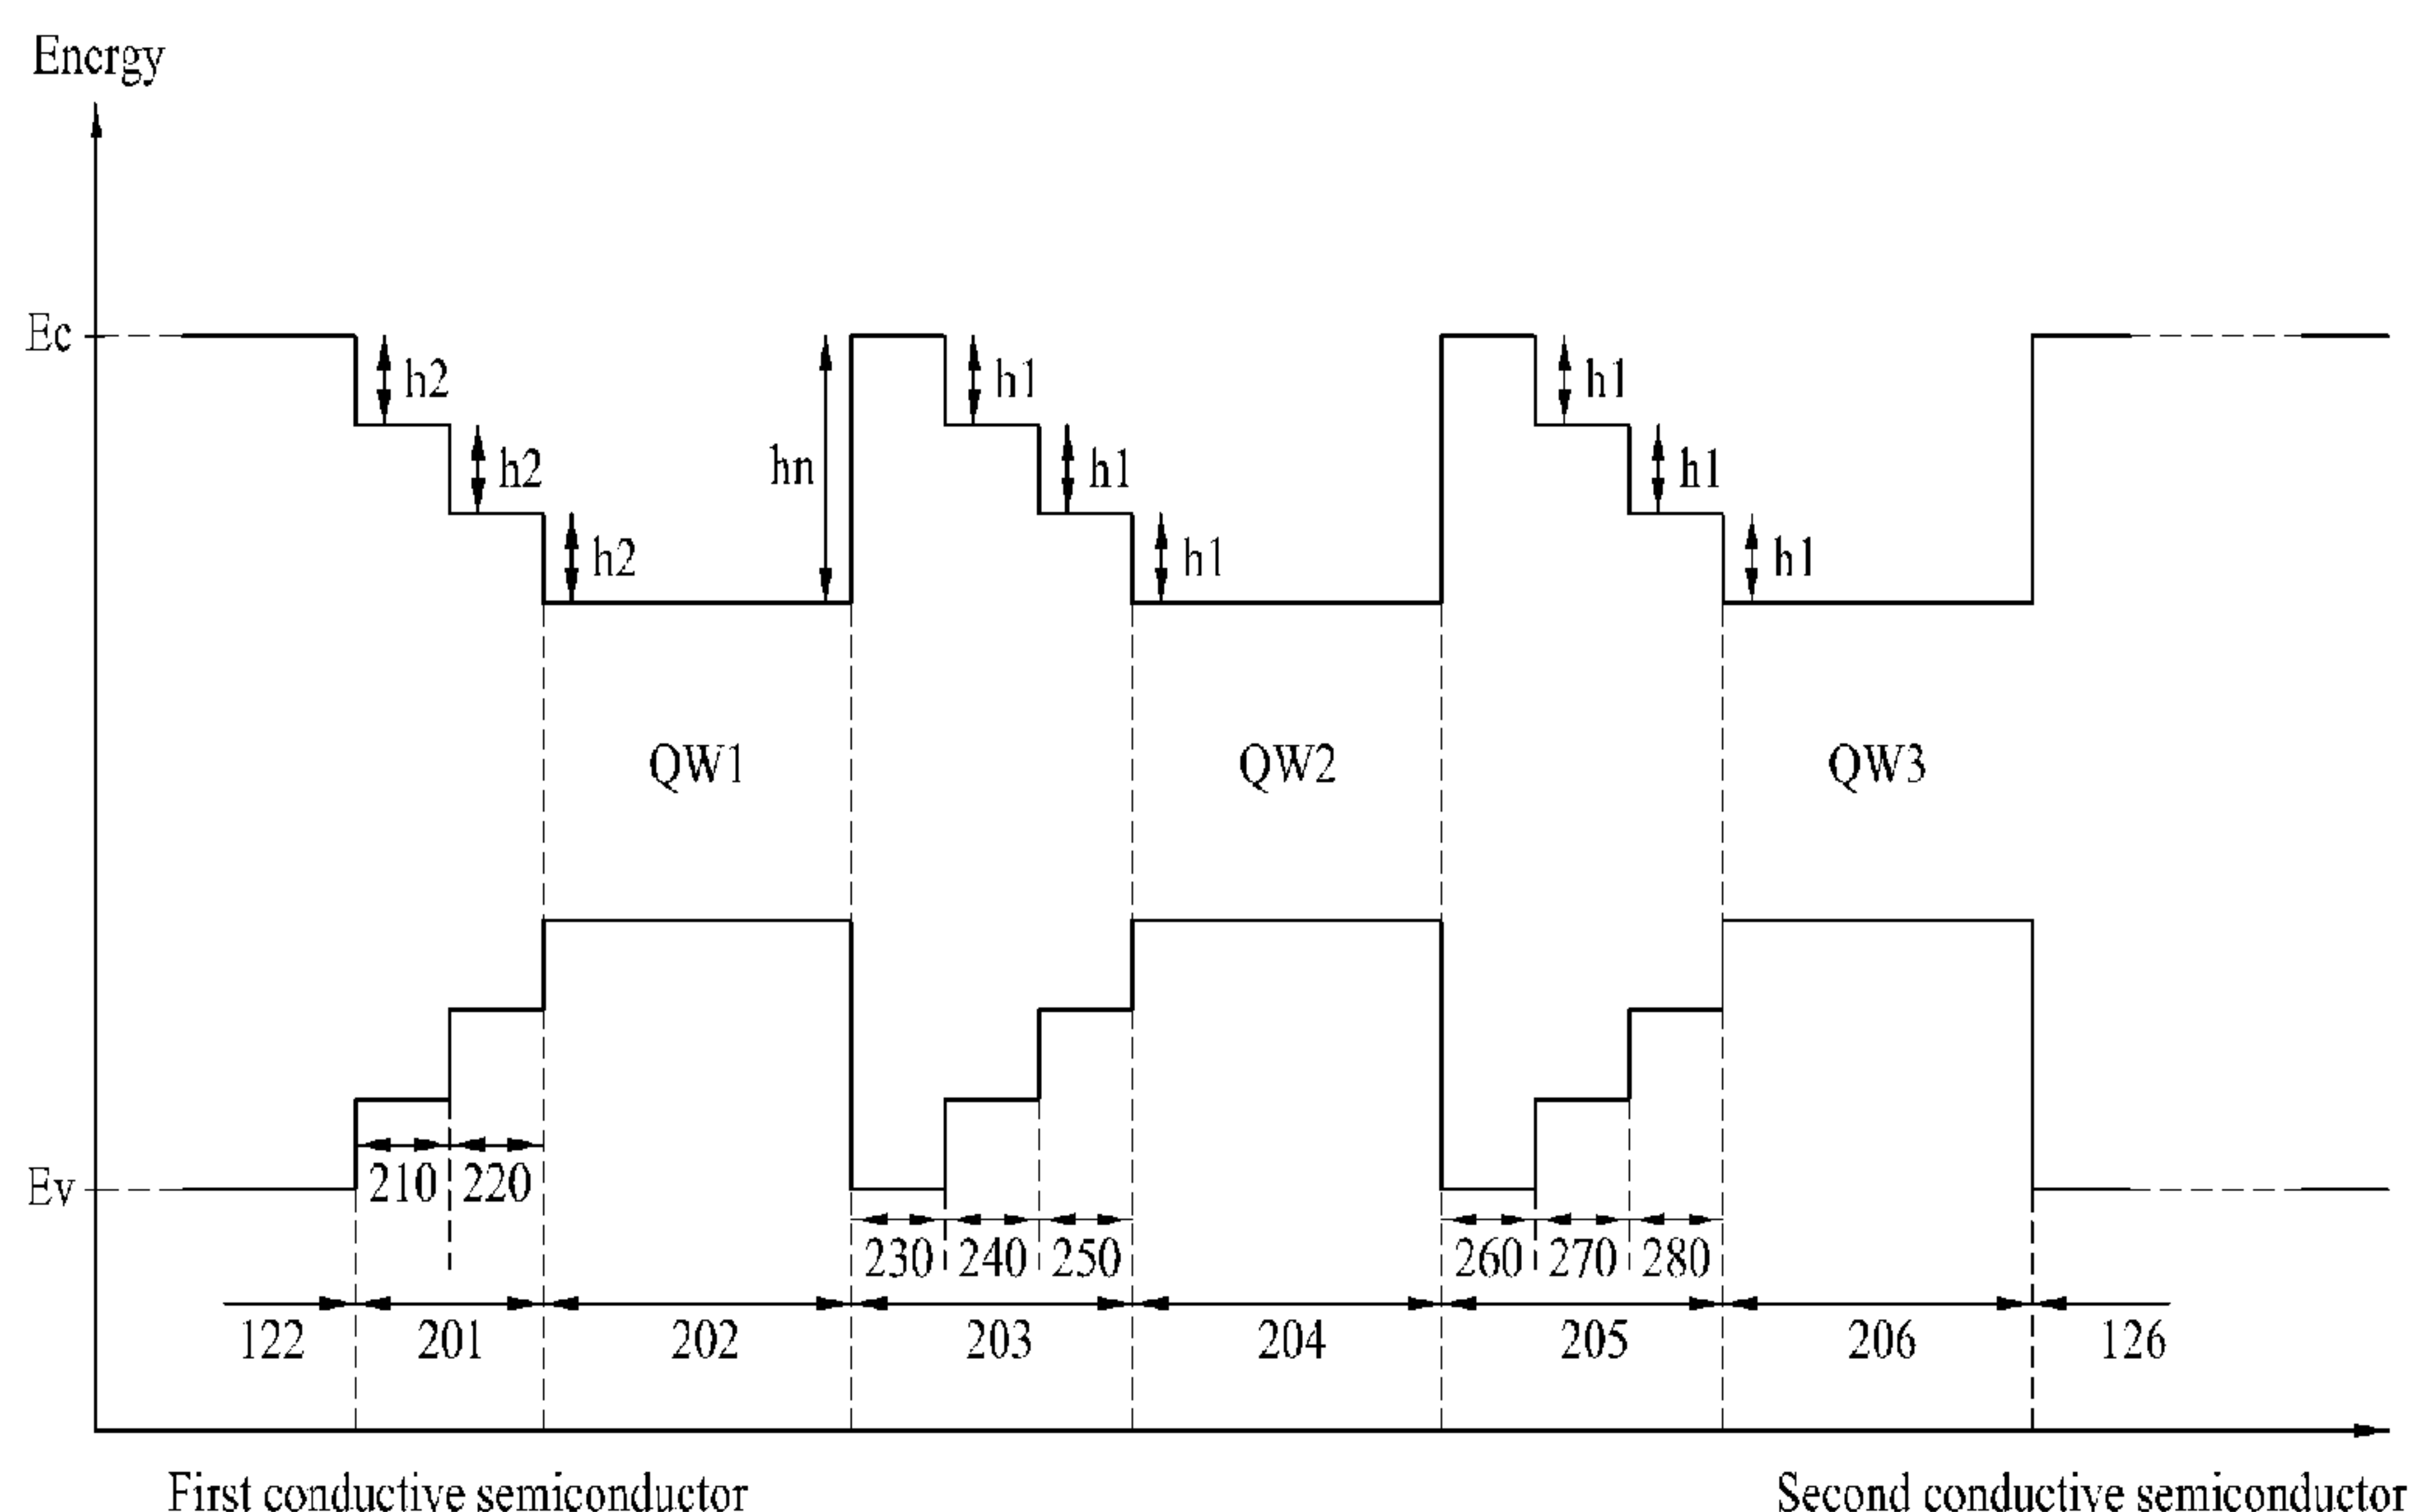 Energy
Ec
h2
hn
h1
h1
h2
h1
h1
h2
h1
h1
QW1
QW2
QW3
Ev
210
220
230
240
250
260
270
280
122
201
202
203
204
205
206
126
First conductive semiconductor
Second conductive semiconductor